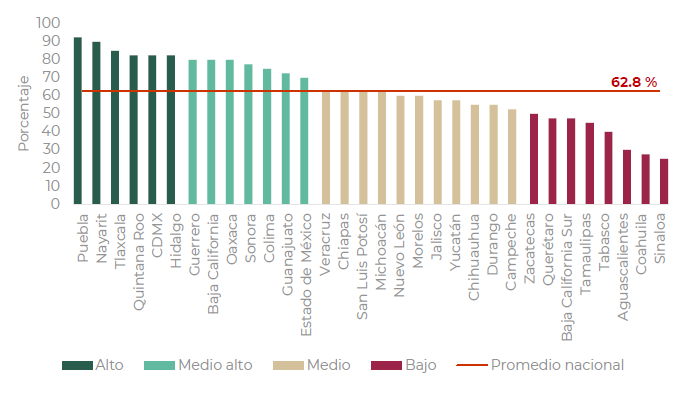 Porcentaje
100
90
80
70
60
50
40
30
20
10
0
62.8 %
Puebla
Nayarit
Tlaxcala
Quintana Roo
CDMX
Hidalgo
Guerrero
Baja California
Oaxaca
Sonora
Colima
Guanajuato
Estado de México
Veracruz
Chiapas
San Luis Potosí
Michoacán
Nuevo León
Morelos
Jalisco
Yucatán
Chihuahua
Durango
Campeche
Zacatecas
Querétaro
Baja California Sur
Tamaulipas
Tabasco
Aguascalientes
Coahuila
Sinaloa
Alto Medio alto Medio Bajo Promedio nacional